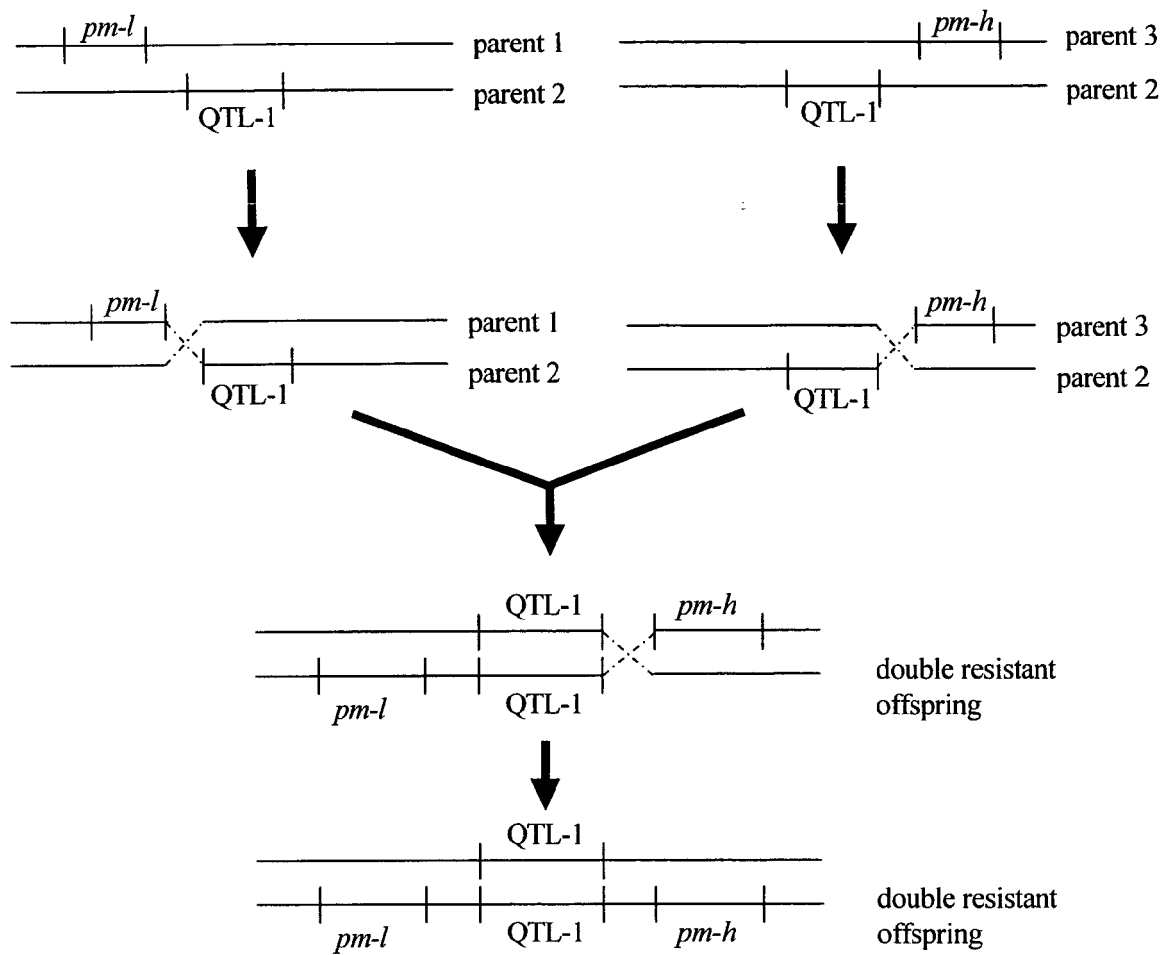 pm-l
parent 1
parent 2
QTL-1
pm-h
parent 3
parent 2
QTL-1
pm-l
parent 1
parent 2
QTL-1
pm-h
parent 3
parent 2
QTL-1
QTL-1
pm-h
pm-l
QTL-1
double resistant
offspring
QTL-1
pm-l
QTL-1
pm-h
double resistant
offspring